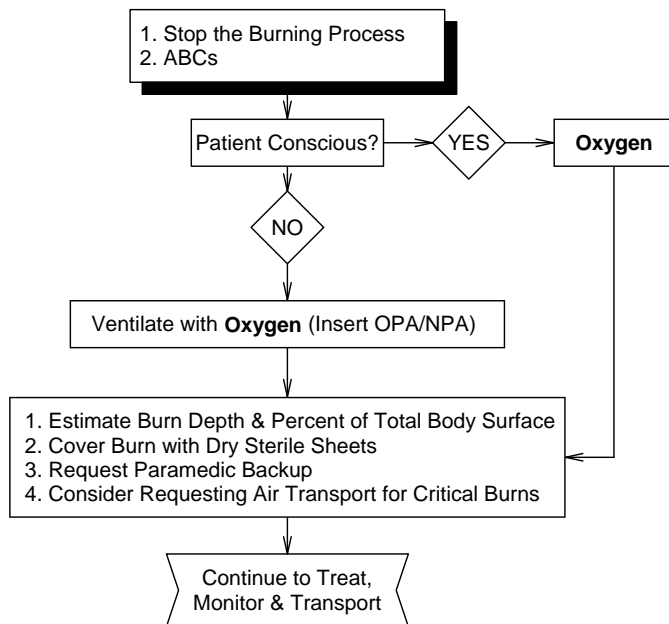 1. Stop the Burning Process
2. ABCs
Patient Conscious?
YES
Oxygen
NO
Ventilate with Oxygen (Insert OPA/NPA)
1. Estimate Burn Depth & Percent of Total Body Surface
2. Cover Burn with Dry Sterile Sheets
3. Request Paramedic Backup
4. Consider Requesting Air Transport for Critical Burns
Continue to Treat,
Monitor & Transport